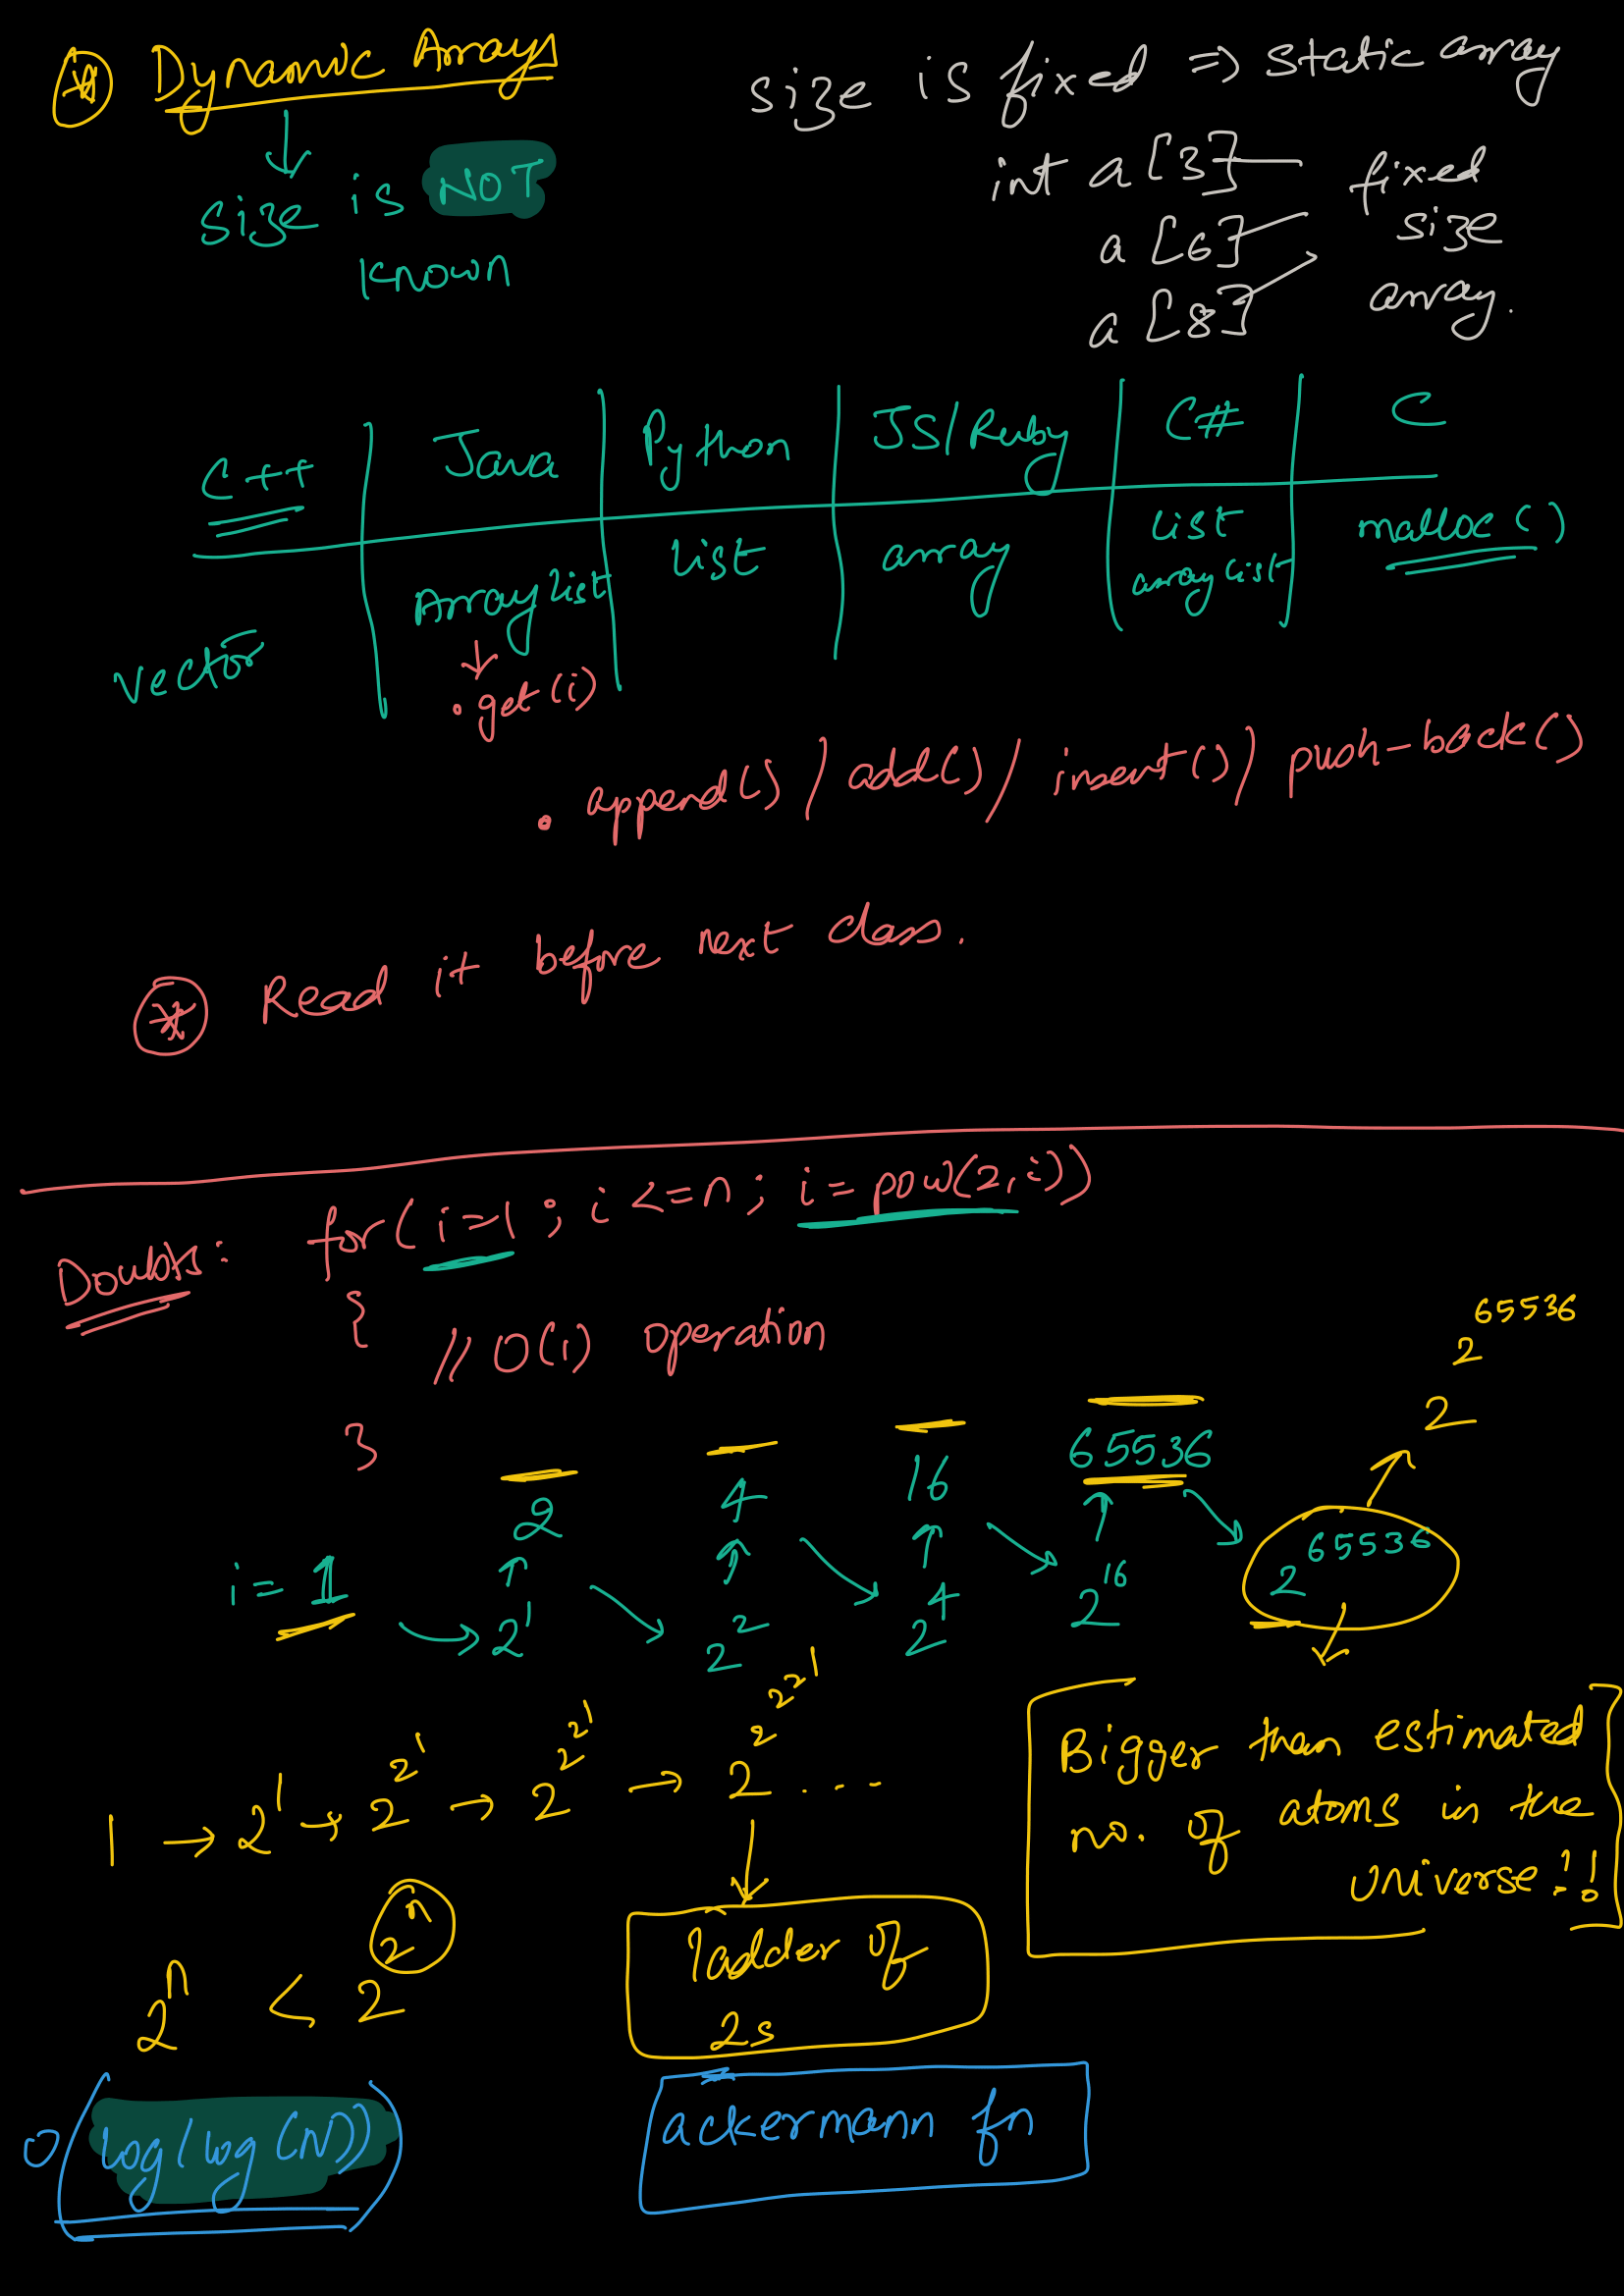 Dynamic Arrays
size is NOT
known
size is fixed ⇒ static array
int a[3]
a[6]
a[8]
fixed
size
array.
C++ | Java | Python | JS/Ruby | C# | C
vector | Arraylist | list | array | list arraylist | malloc()
.get(i)
. append() / add() / insert() / push-back()
* Read it before next class.
Doubts: for(i=1; i<=n; i=pow(2,i))
{
// O(1) operation
}
2^2^65536
2 4 16 65536
i = 1 → 2^1 2^2 2^4 2^16 2^65536
1 → 2^1 → 2^2^1 → 2^2^2^1 → 2^2^2^2^1 ...
Bigger than estimated
no. of atoms in the
universe!!
2^n < 2^2^n
ladder of
2s
ackermann fn
O(log(log(N)))